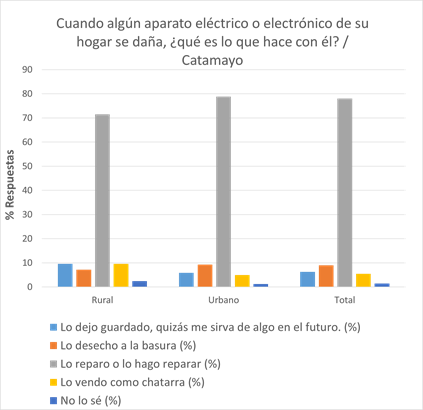 Cuando algún aparato eléctrico o electrónico de su
hogar se daña, ¿qué es lo que hace con él? /
Catamayo
90
80
70
60
50
40
30
20
10
0
% Respuestas
Rural
Urbano
Total
Lo dejo guardado, quizás me sirva de algo en el futuro. (%)
Lo desecho a la basura (%)
Lo reparo o lo hago reparar (%)
Lo vendo como chatarra (%)
No lo sé (%)